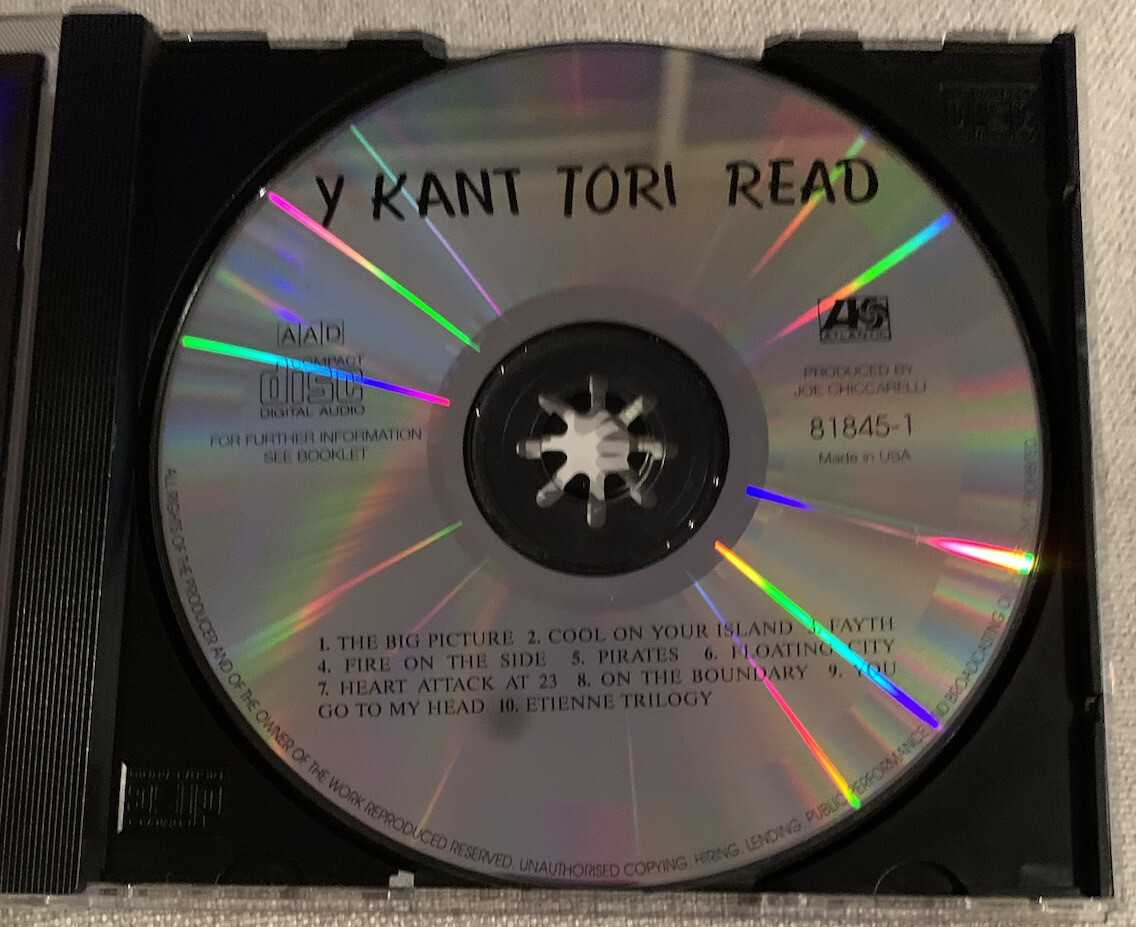 Y KANT TORI READ
AAD
COMPACT
disc
DIGITAL AUDIO
FOR FURTHER INFORMATION
SEE BOOKLET
ATLANTIC
PRODUCED BY
JOE CHICCARELLI
81845-1
Made in USA
1. THE BIG PICTURE 2. COOL ON YOUR ISLAND 3. FAYTH
4. FIRE ON THE SIDE 5. PIRATES 6. FLOATING CITY
7. HEART ATTACK AT 23 8. ON THE BOUNDARY 9. YOU
GO TO MY HEAD 10. ETIENNE TRILOGY
ALL RIGHTS OF THE PRODUCER AND OF THE OWNER OF THE WORK REPRODUCED RESERVED. UNAUTHORISED COPYING, HIRING, LENDING, PUBLIC PERFORMANCE AND BROADCASTING OF PROHIBITED